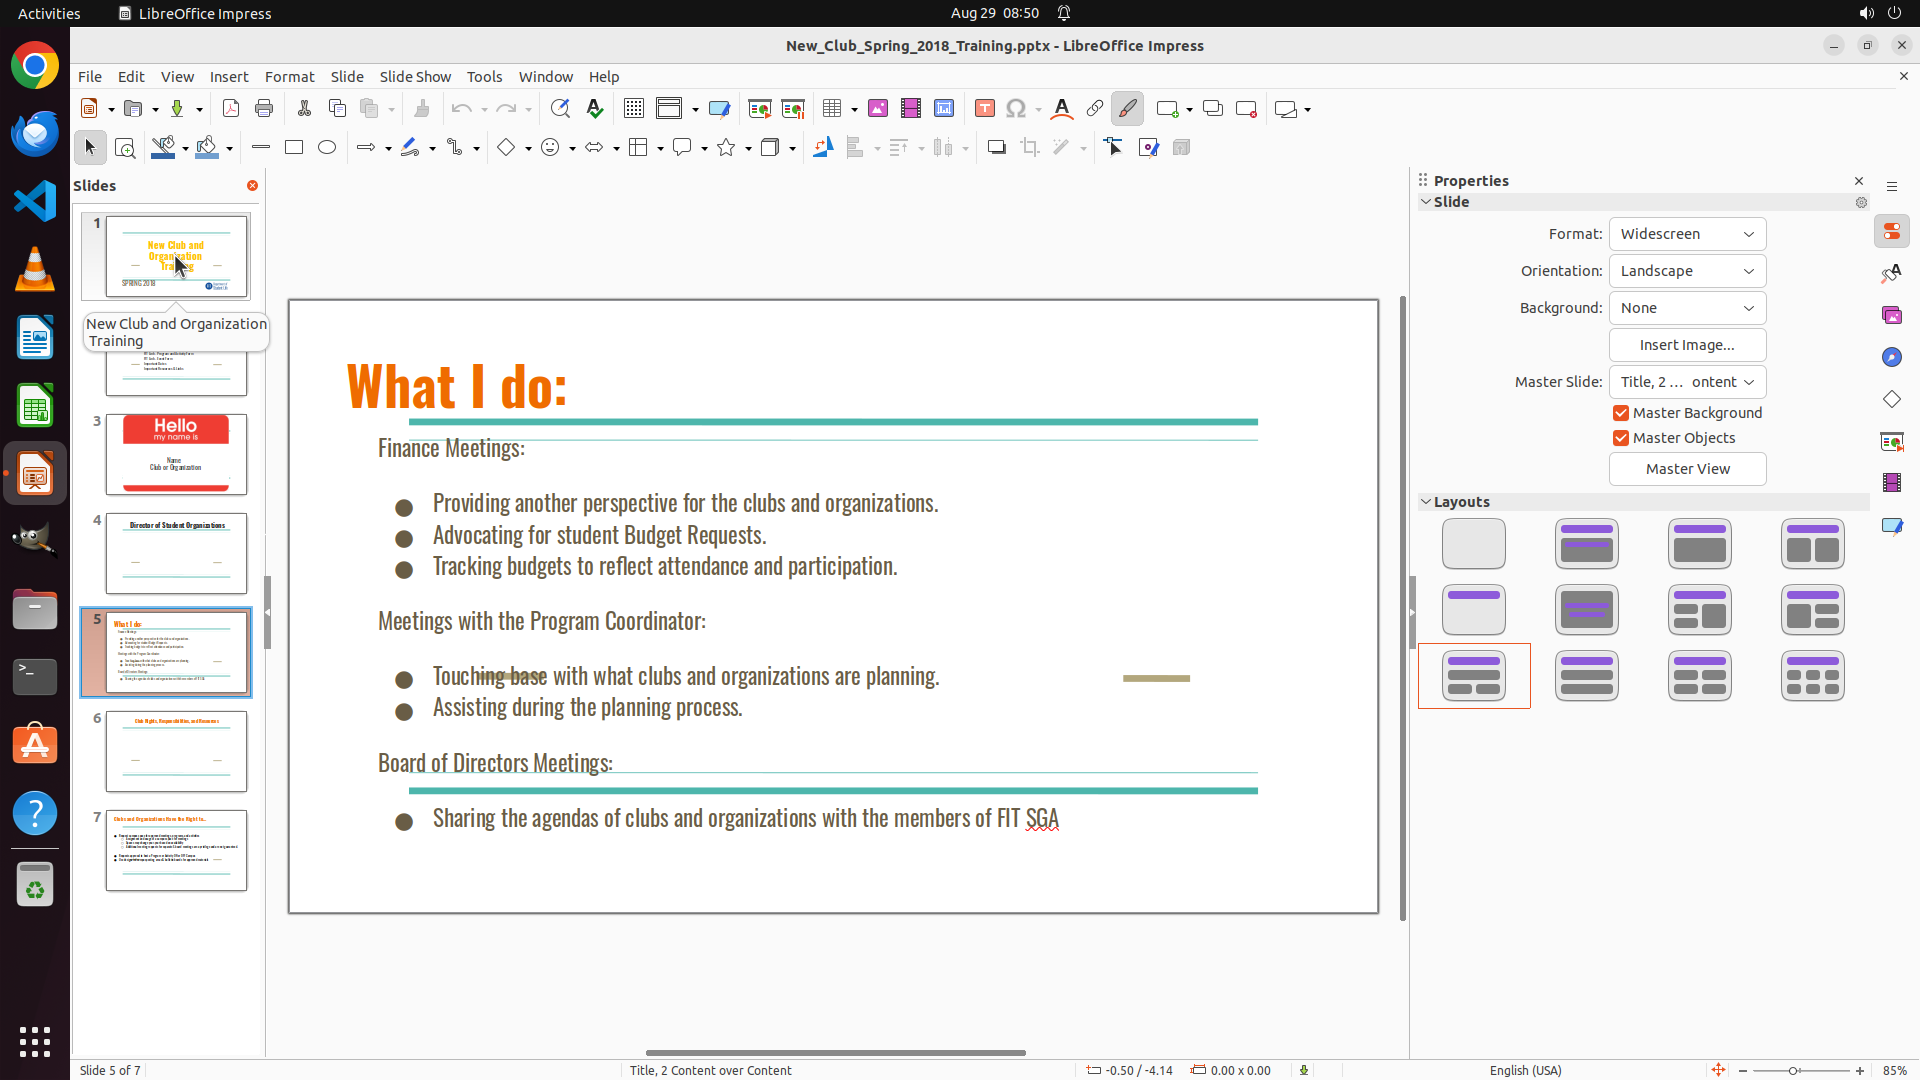 Activities
LibreOffice Impress
Aug 29 08:50
New_Club_Spring_2018_Training.pptx - LibreOffice Impress
File Edit View Insert Format Slide Slide Show Tools Window Help
Slides
Properties
Slide
Format: Widescreen
Orientation: Landscape
Background: None
Insert Image...
Master Slide: Title, 2 ... ontent
Master Background
Master Objects
Master View
Layouts
1
New Club and
Organization
Training
SPRING 2018
New Club and Organization
Training
3
Hello
my name is
Name
Club or Organization
4
Director of Student Organizations
5
What I do:
6
Club Rights, Responsibilities, and Resources
7
Clubs and Organizations Have the Right to...
What I do:
Finance Meetings:
● Providing another perspective for the clubs and organizations.
● Advocating for student Budget Requests.
● Tracking budgets to reflect attendance and participation.
Meetings with the Program Coordinator:
● Touching base with what clubs and organizations are planning.
● Assisting during the planning process.
Board of Directors Meetings:
● Sharing the agendas of clubs and organizations with the members of FIT SGA
Slide 5 of 7
Title, 2 Content over Content
-0.50 / -4.14
0.00 x 0.00
English (USA)
85%